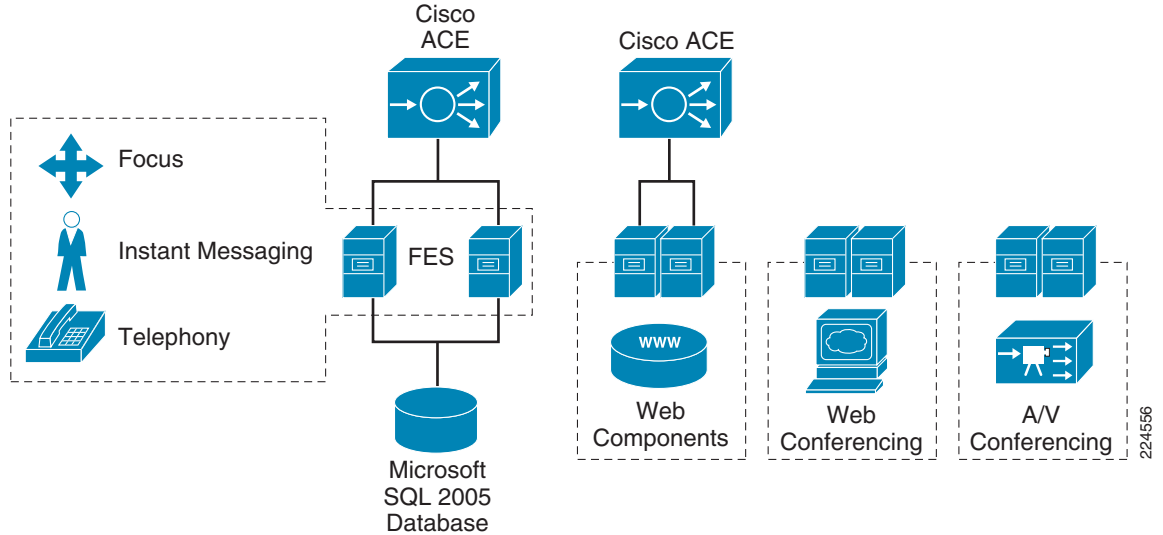 Cisco
ACE
Cisco ACE
Focus
Instant Messaging
FES
Telephony
WWW
Microsoft
SQL 2005
Database
Web
Components
Web
Conferencing
A/V
Conferencing
224556